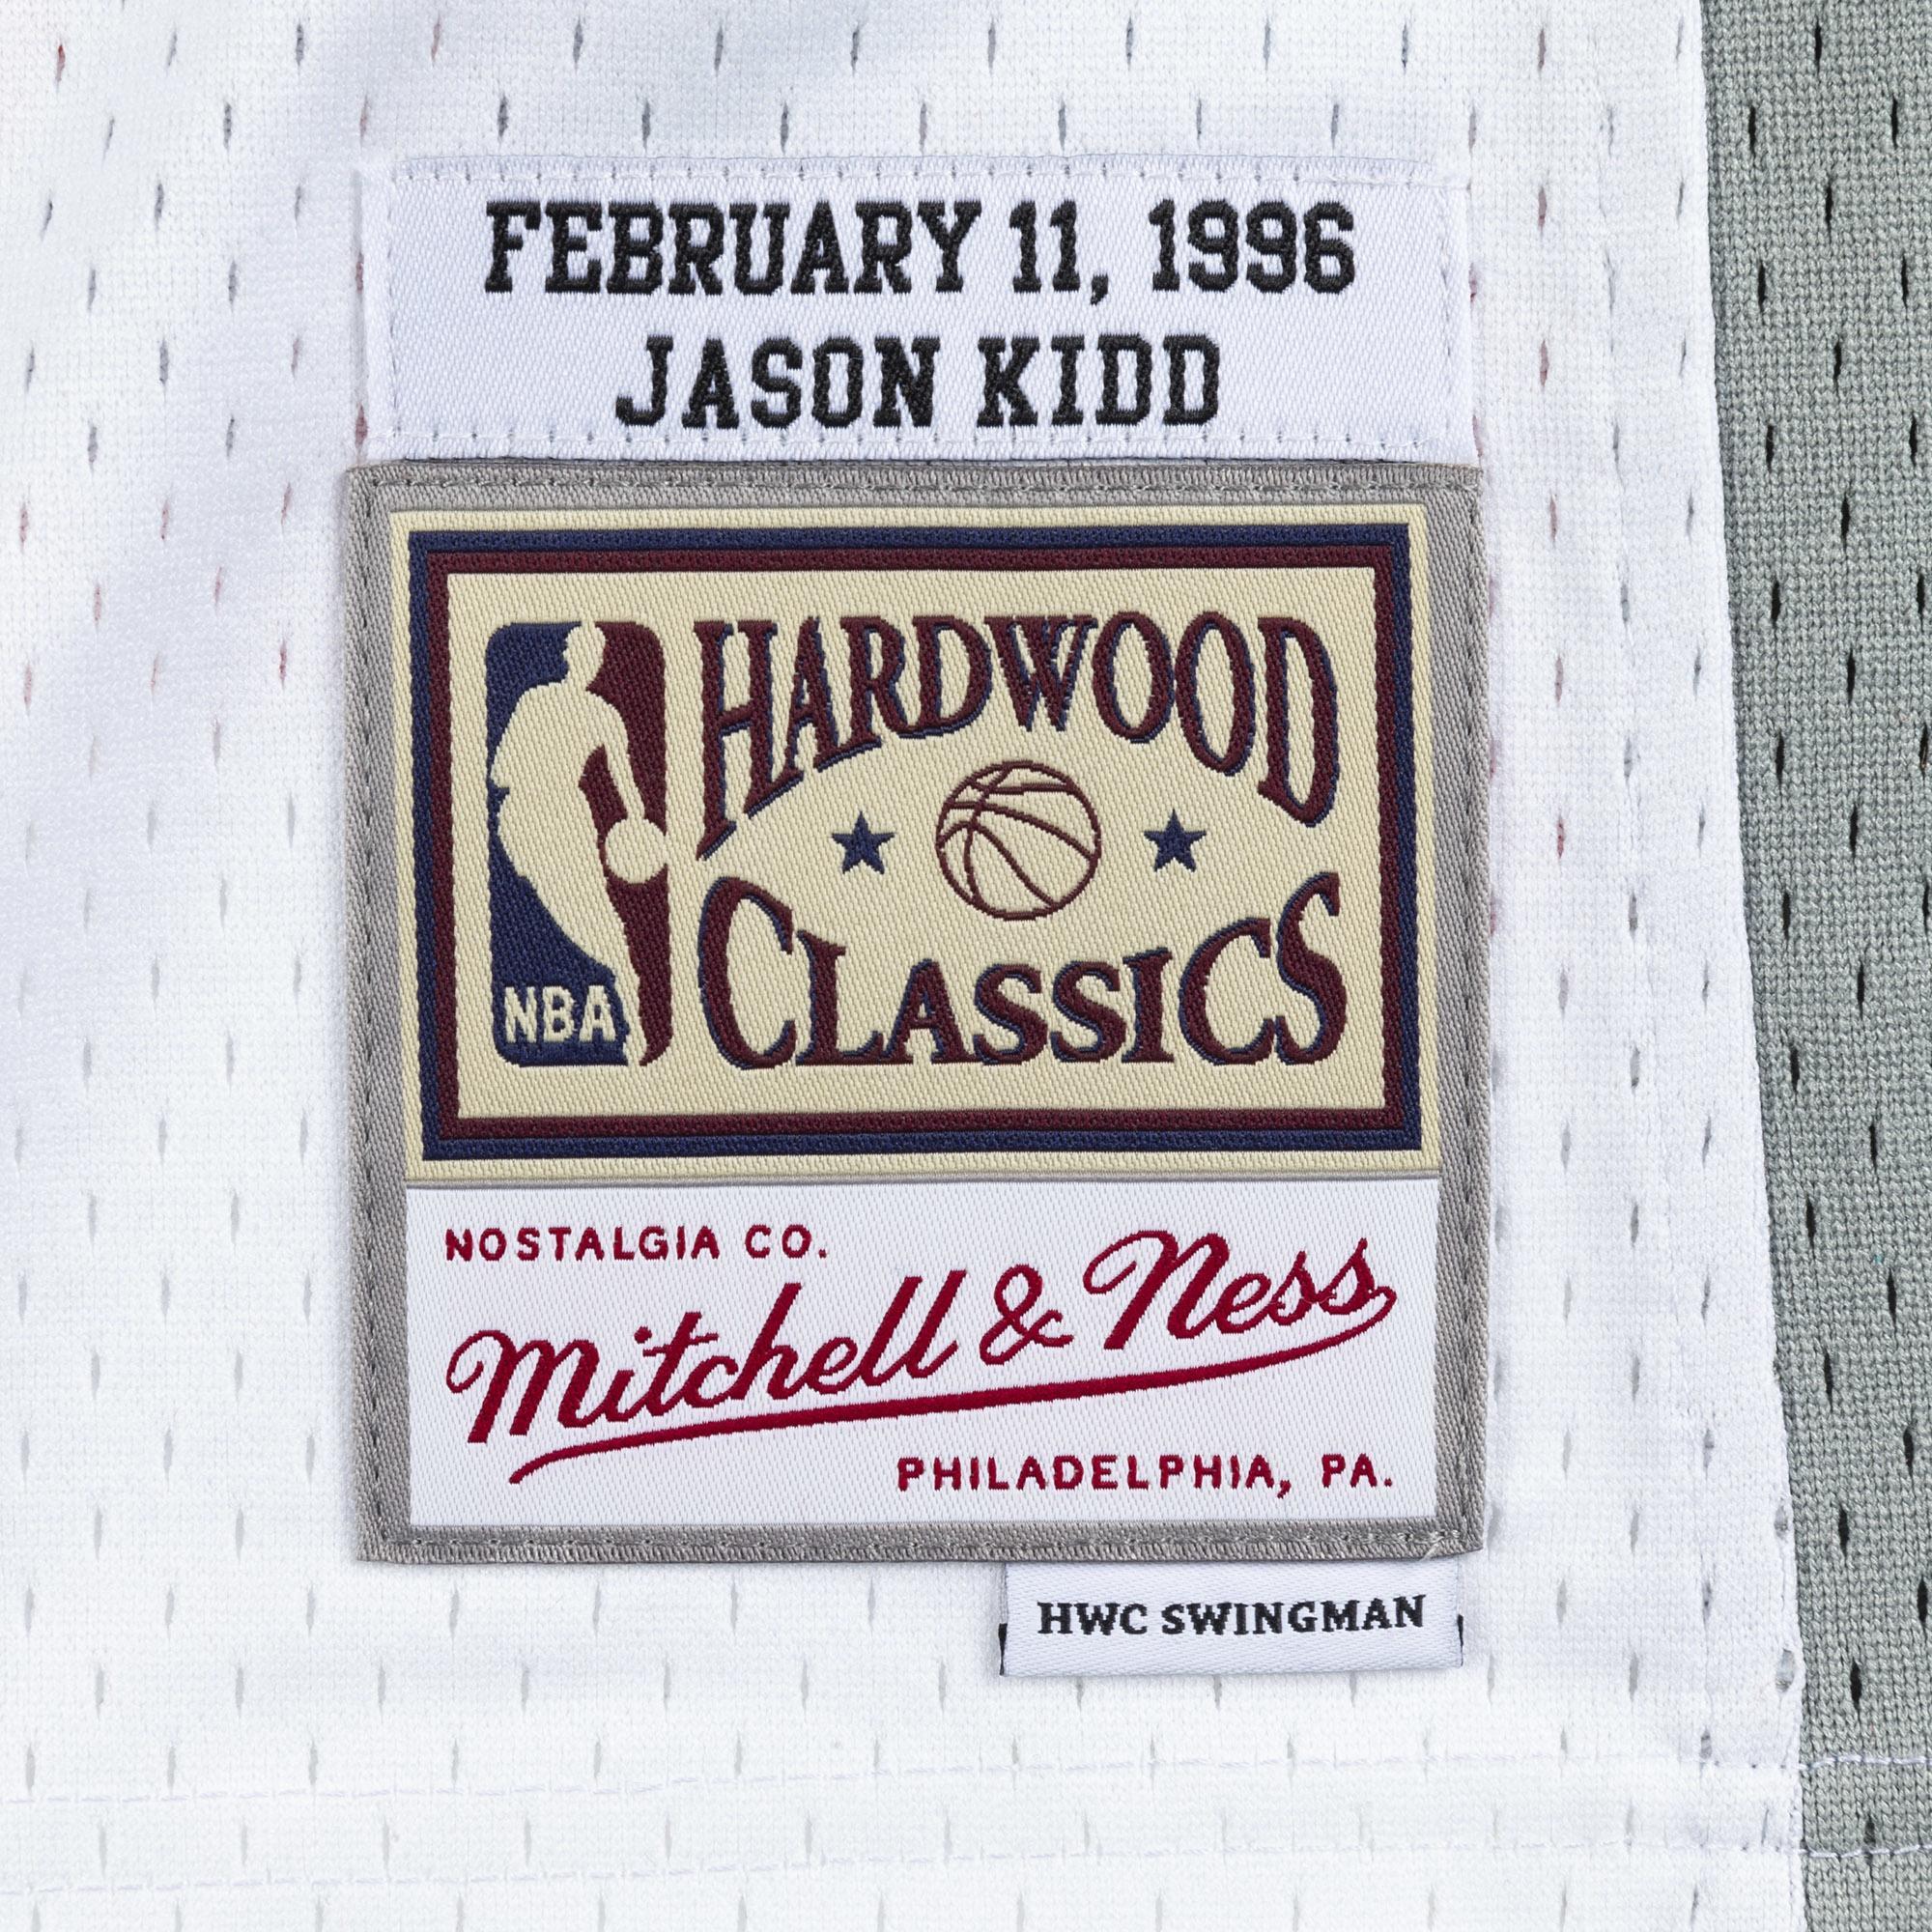 FEBRUARY 11, 1996
JASON KIDD
HARDWOOD
CLASSICS
NBA
NOSTALGIA CO.
Mitchell & Ness
PHILADELPHIA, PA.
HWC SWINGMAN